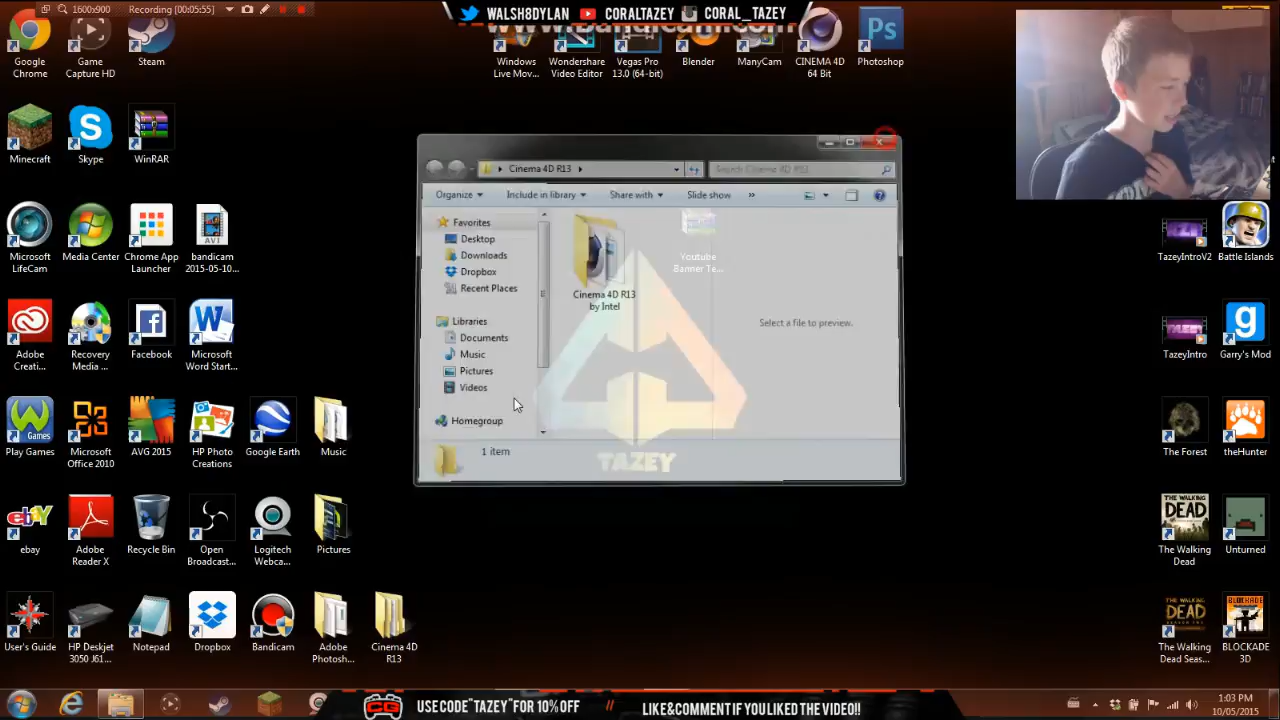 1600x900 Recording [00:05:55]
WALSH8DYLAN CORALTAZEY CORAL_TAZEY
www.Bandicam.com
Google Chrome
Game Capture HD
Steam
Windows Live Mov...
Wondershare Video Editor
Vegas Pro 13.0 (64-bit)
Blender
ManyCam
CINEMA 4D 64 Bit
Photoshop
Minecraft
Skype
WinRAR
Cinema 4D R13
Search Cinema 4D R13
Organize
Include in library
Share with
Slide show
»
Favorites
Desktop
Downloads
Dropbox
Recent Places
Libraries
Documents
Music
Pictures
Videos
Homegroup
Cinema 4D R13 by Intel
Youtube Banner Te...
Select a file to preview.
1 item
TAZEY
Microsoft LifeCam
Media Center
Chrome App Launcher
bandicam 2015-05-10...
TazeyIntroV2
Battle Islands
Adobe Creati...
Recovery Media ...
Facebook
Microsoft Word Start...
TazeyIntro
Garry's Mod
Play Games
Microsoft Office 2010
AVG 2015
HP Photo Creations
Google Earth
Music
The Forest
theHunter
ebay
Adobe Reader X
Recycle Bin
Open Broadcast...
Logitech Webca...
Pictures
The Walking Dead
Unturned
User's Guide
HP Deskjet 3050 J61...
Notepad
Dropbox
Bandicam
Adobe Photosh...
Cinema 4D R13
The Walking Dead Seas...
BLOCKADE 3D
CG USE CODE"TAZEY"FOR 10% OFF // LIKE&COMMENT IF YOU LIKED THE VIDEO!!
1:03 PM
10/05/2015